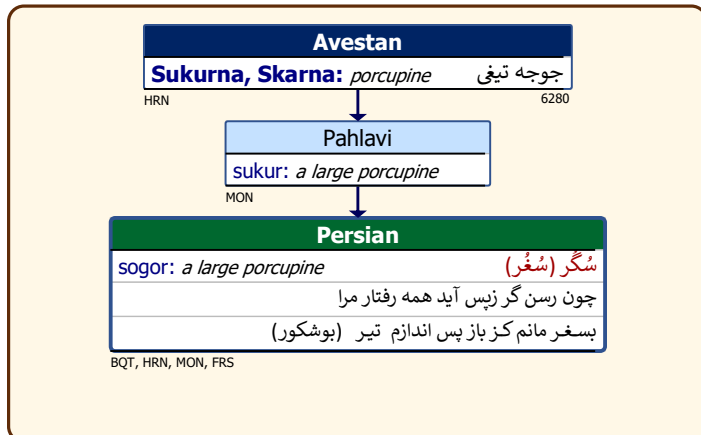 Avestan
Sukurna, Skarna: porcupine جوجه تیغی
HRN 6280
Pahlavi
sukur: a large porcupine
MON
Persian
sogor: a large porcupine سُگُر (سُغُر)
چون رسن گر زپس آید همه رفتار مرا
بسغر مانم کز باز پس اندازم تیر (بوشکور)
BQT, HRN, MON, FRS